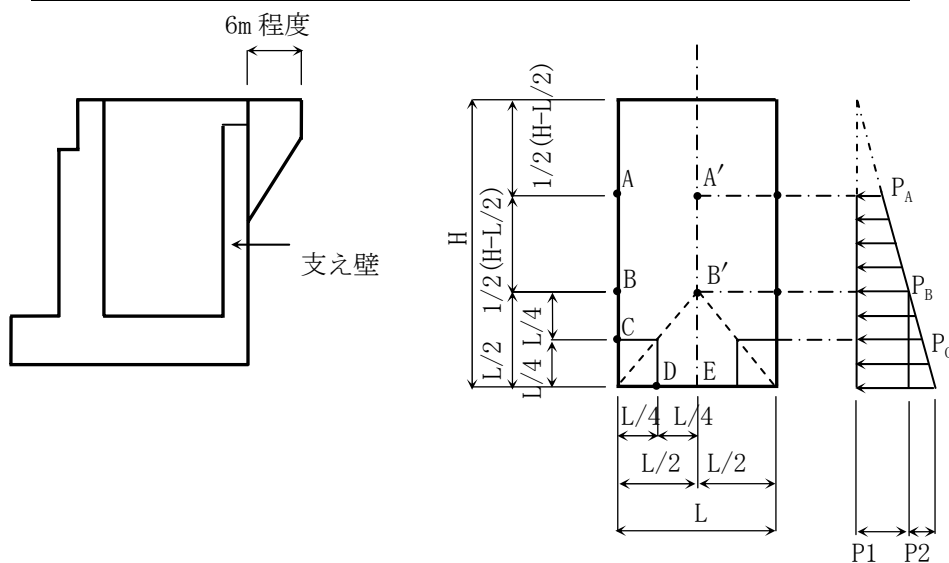 6m 程度
支え壁
H
1/2(H-L/2)
1/2(H-L/2)
L/2
L/4
L/4
A
A′
B
B′
C
D
E
L/4
L/4
L/2
L/2
L
P_A
P_B
P_C
P1
P2